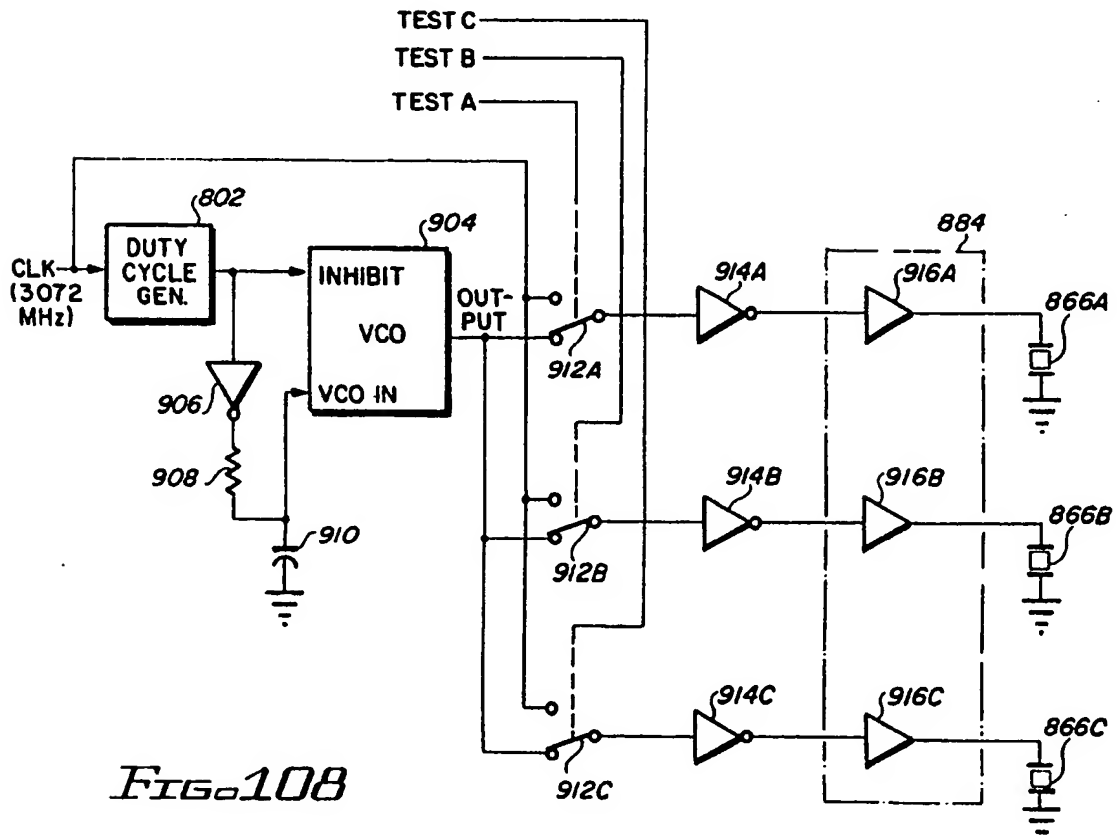 TEST C
TEST B
TEST A
802
904
884
DUTY
CYCLE
GEN.
CLK
(3072
MHz)
INHIBIT
VCO
VCO IN
OUT-
PUT
906
908
910
912A
914A
916A
866A
912B
914B
916B
866B
912C
914C
916C
866C
FIG. 108